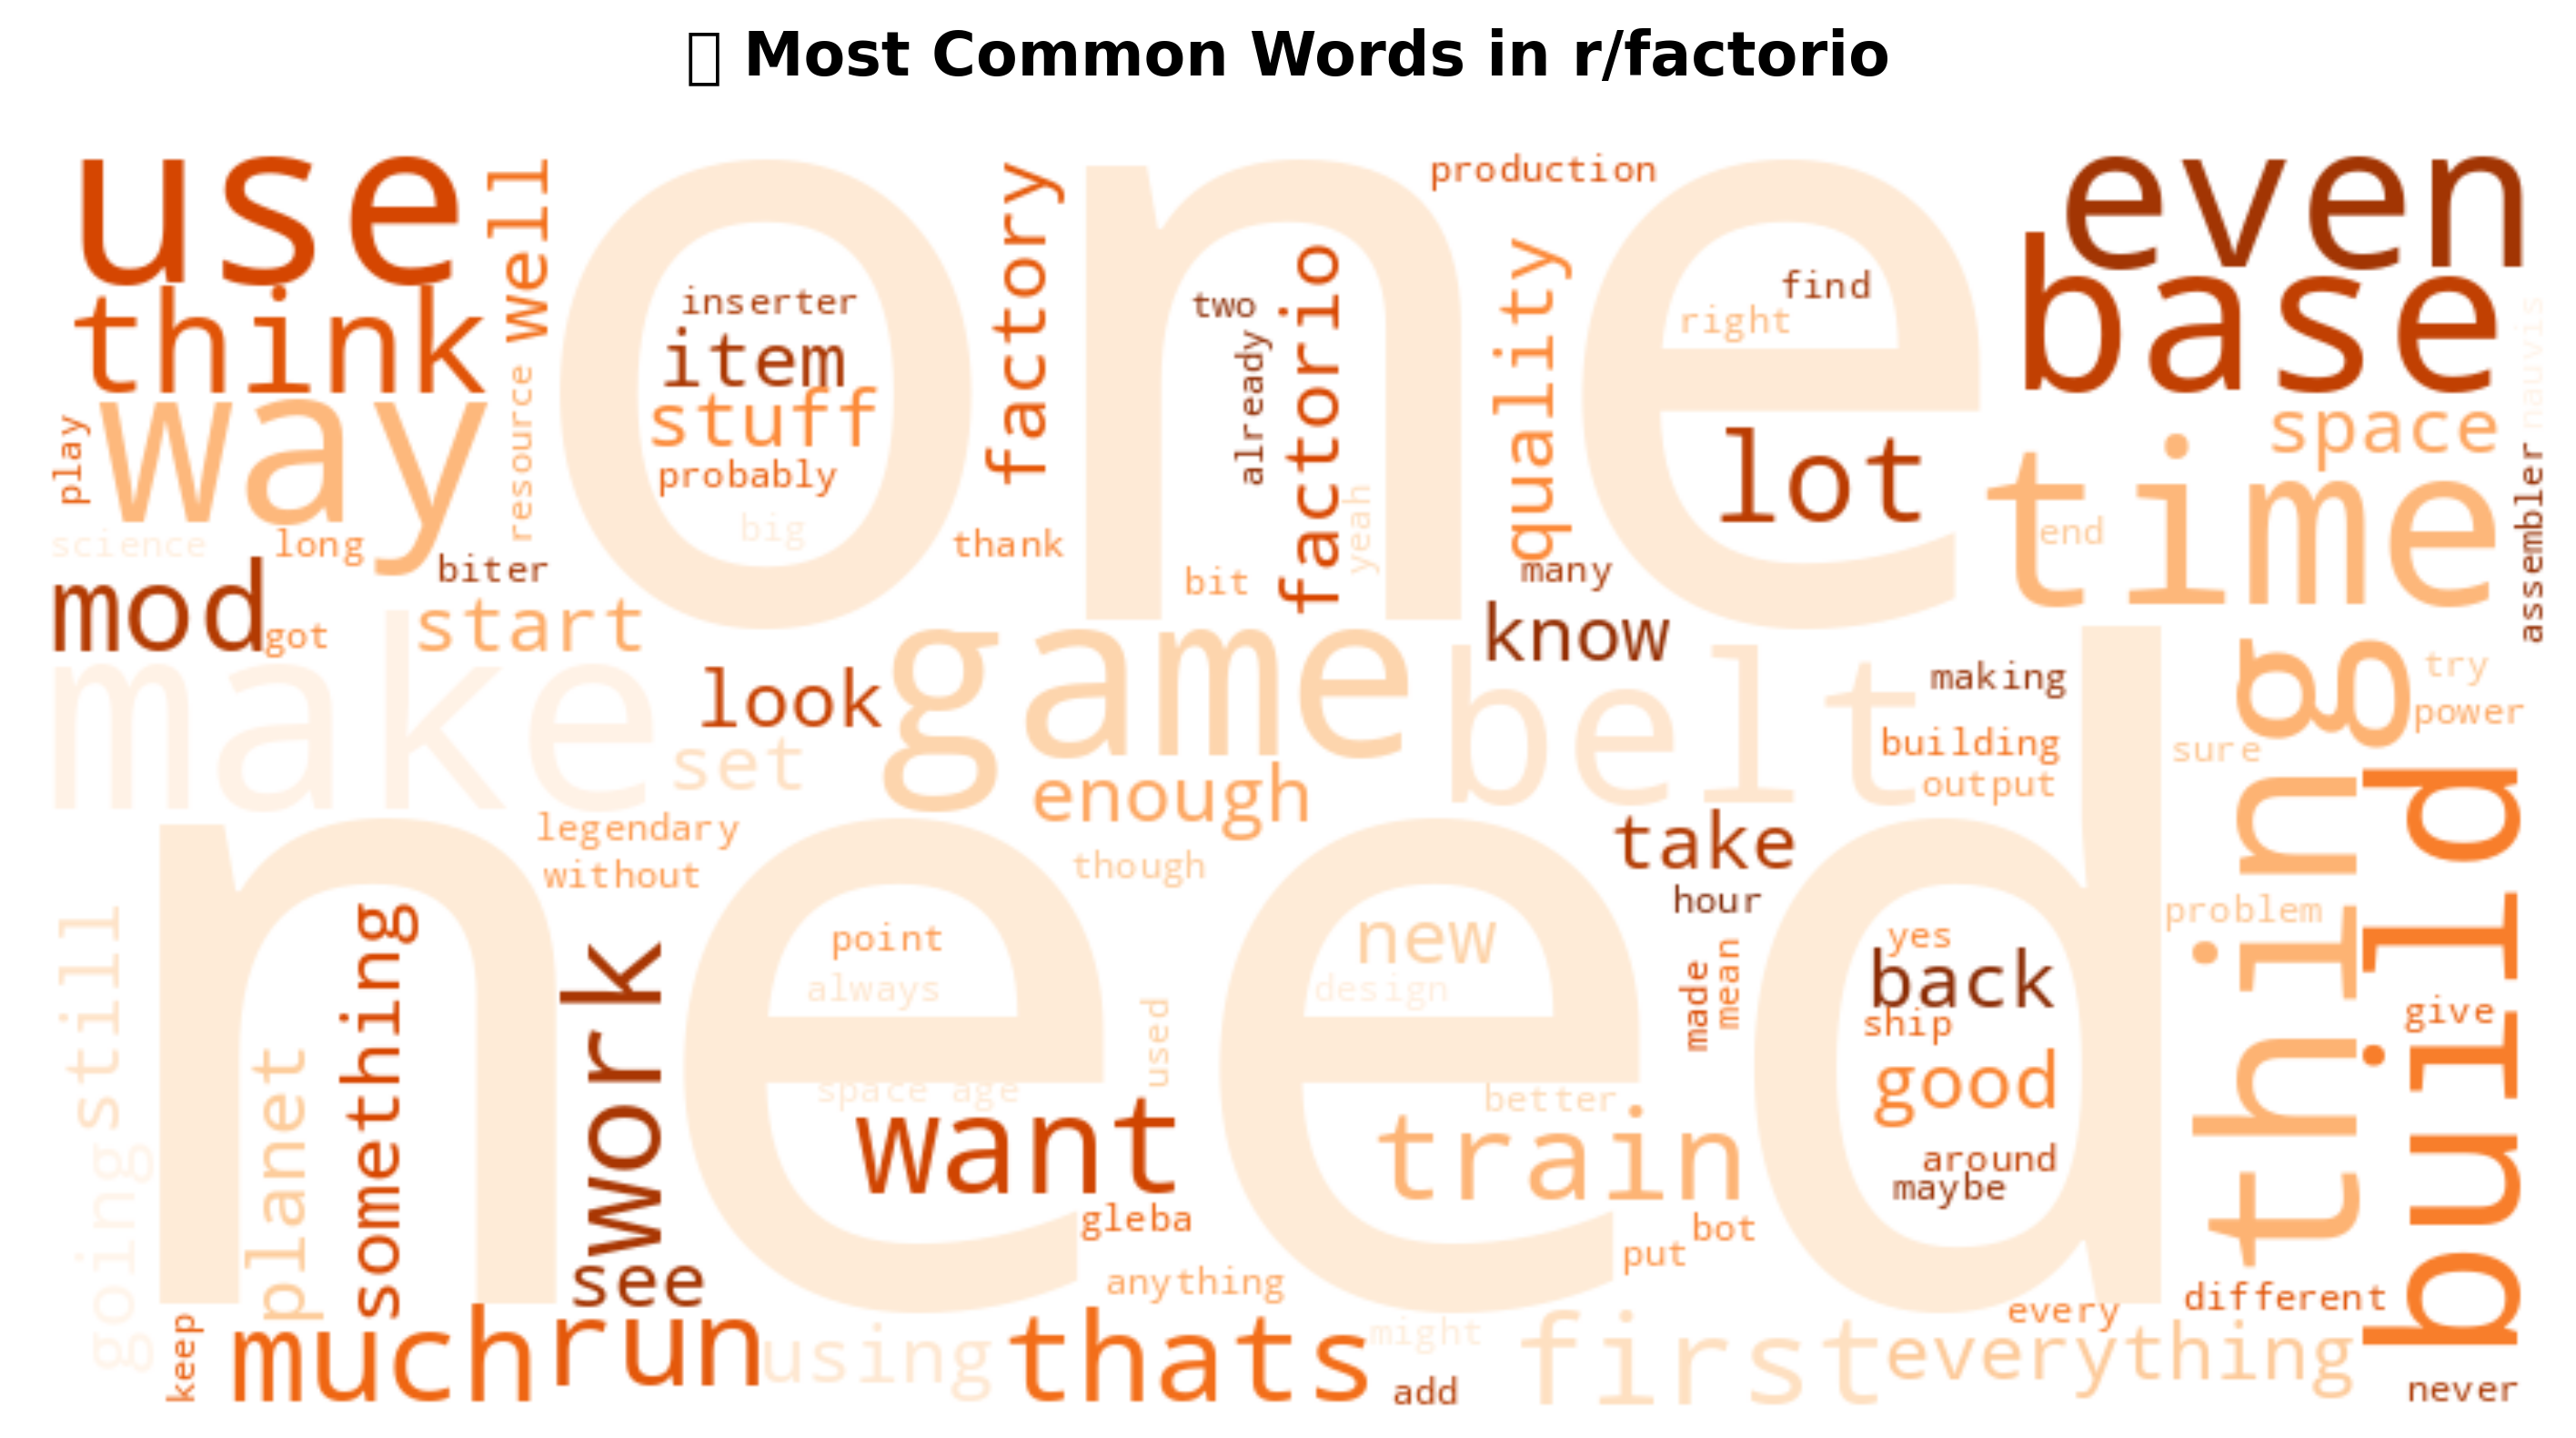 Most Common Words in r/factorio
use
well
one
factory
production
even
think
inserter
two
factorio
quality
find
right
base
nauvis
item
already
way
resource
stuff
play
probably
lot
space
time
science
long
big
thank
yeah
end
assembler
biter
bit
many
mod
got
start
know
make
look
game
belt
making
thing
try
power
set
building
sure
enough
output
build
legendary
without
though
take
need
hour
still
something
work
point
new
yes
problem
always
design
made
mean
back
used
ship
give
planet
space age
better
good
going
want
train
around
maybe
gleba
bot
put
see
anything
different
every
keep
much
run
using
thats
might
first
everything
add
never